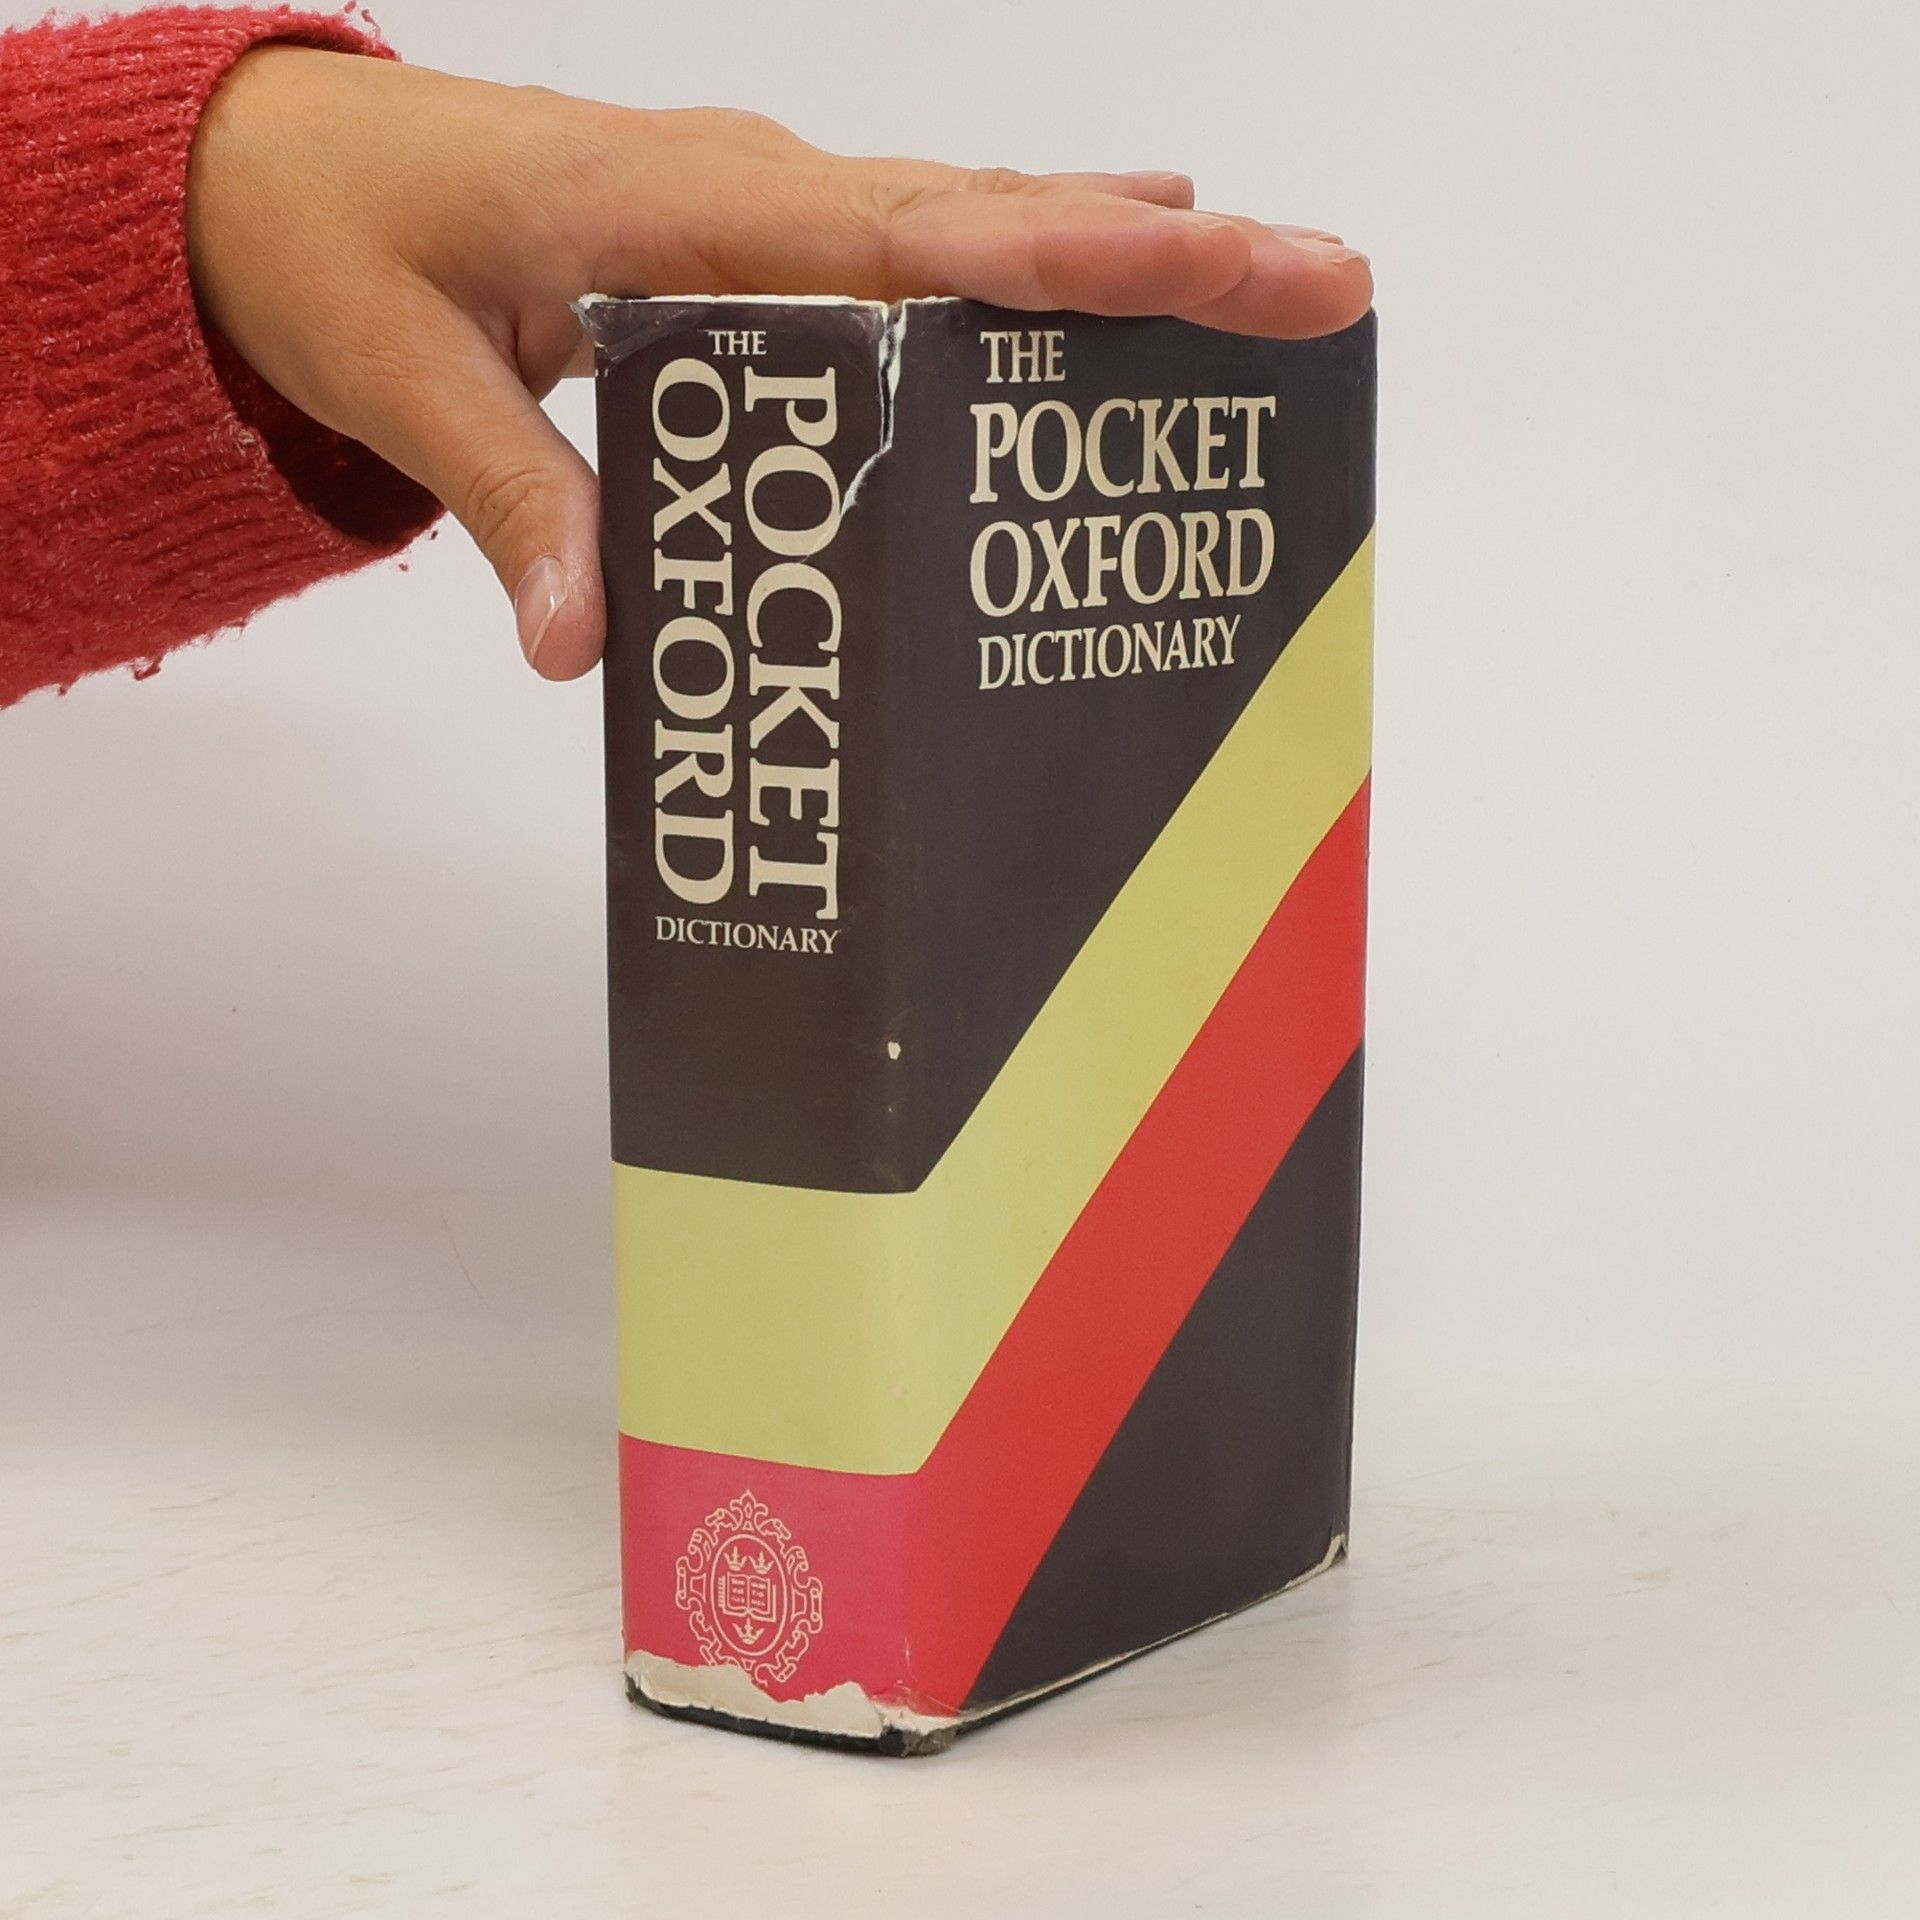 THE
POCKET
OXFORD
DICTIONARY
THE
POCKET
OXFORD
DICTIONARY